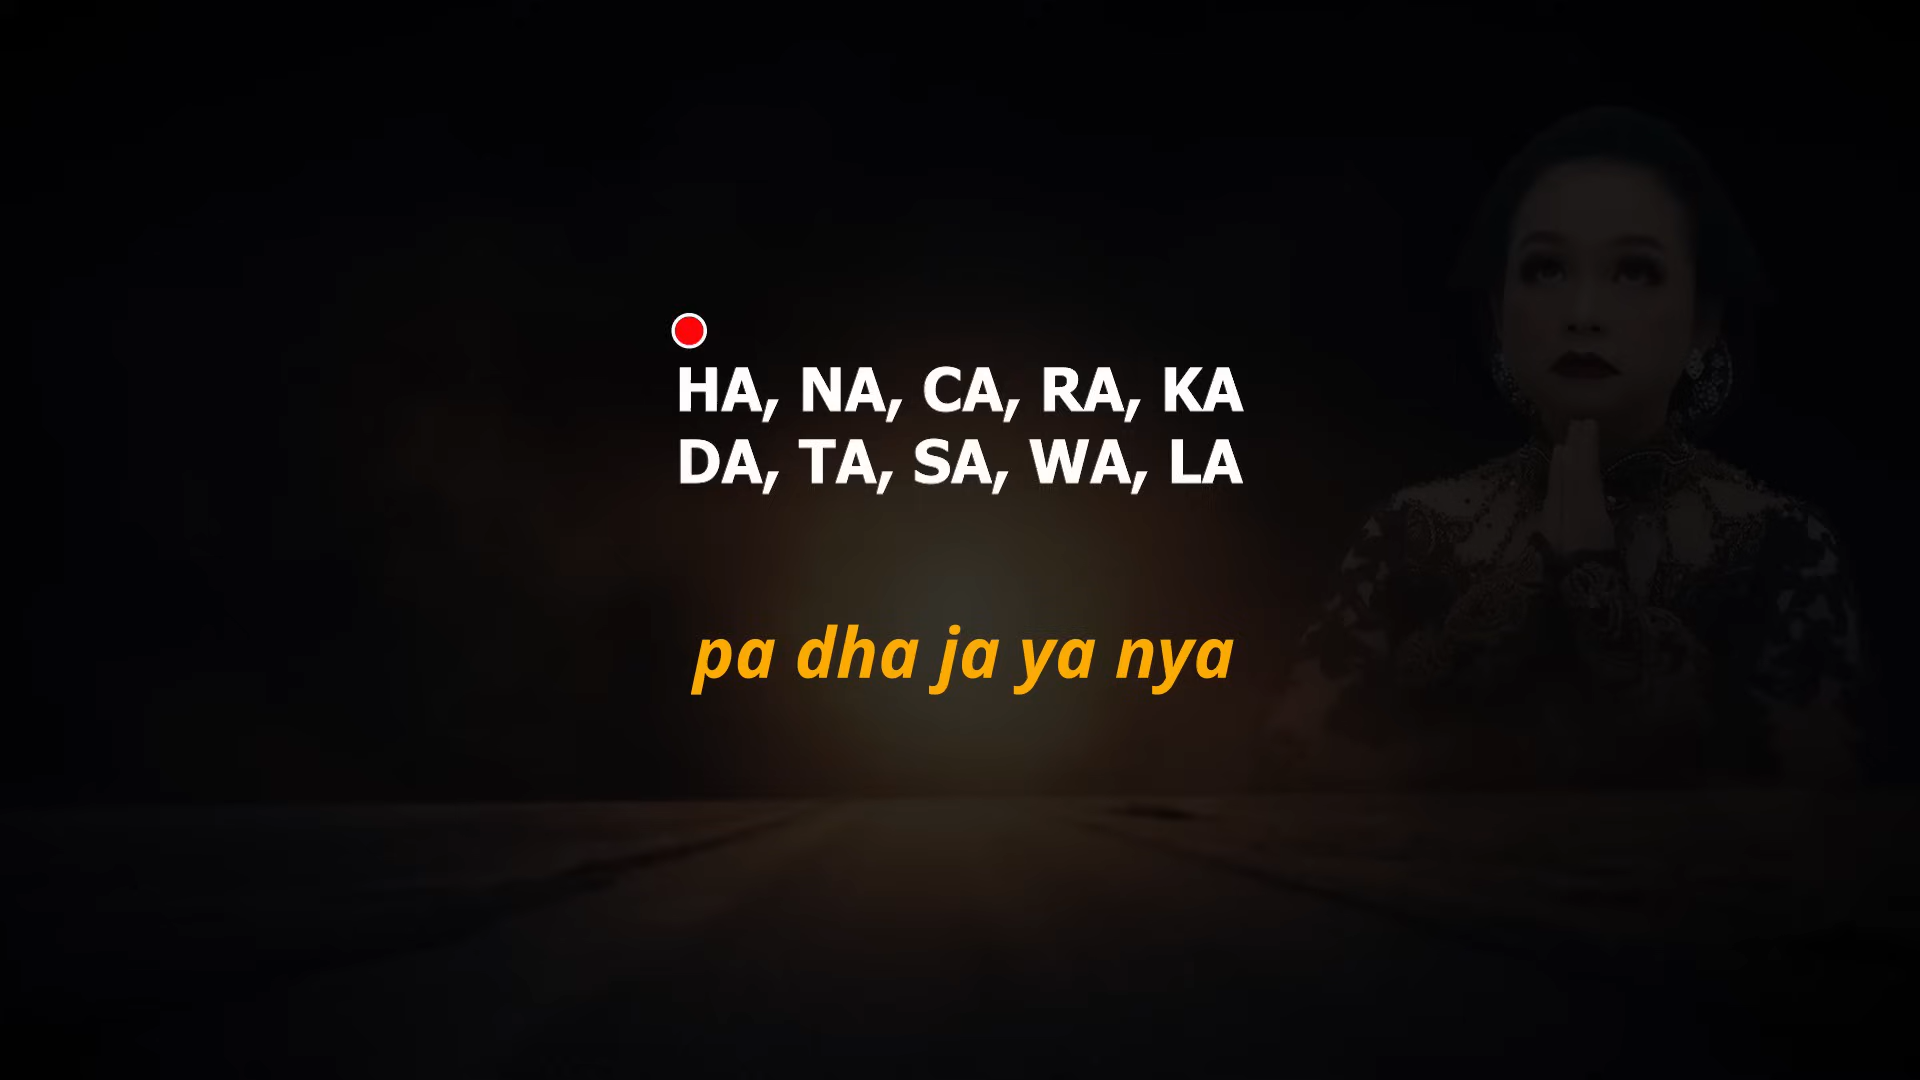 HA, NA, CA, RA, KA
DA, TA, SA, WA, LA
pa dha ja ya nya